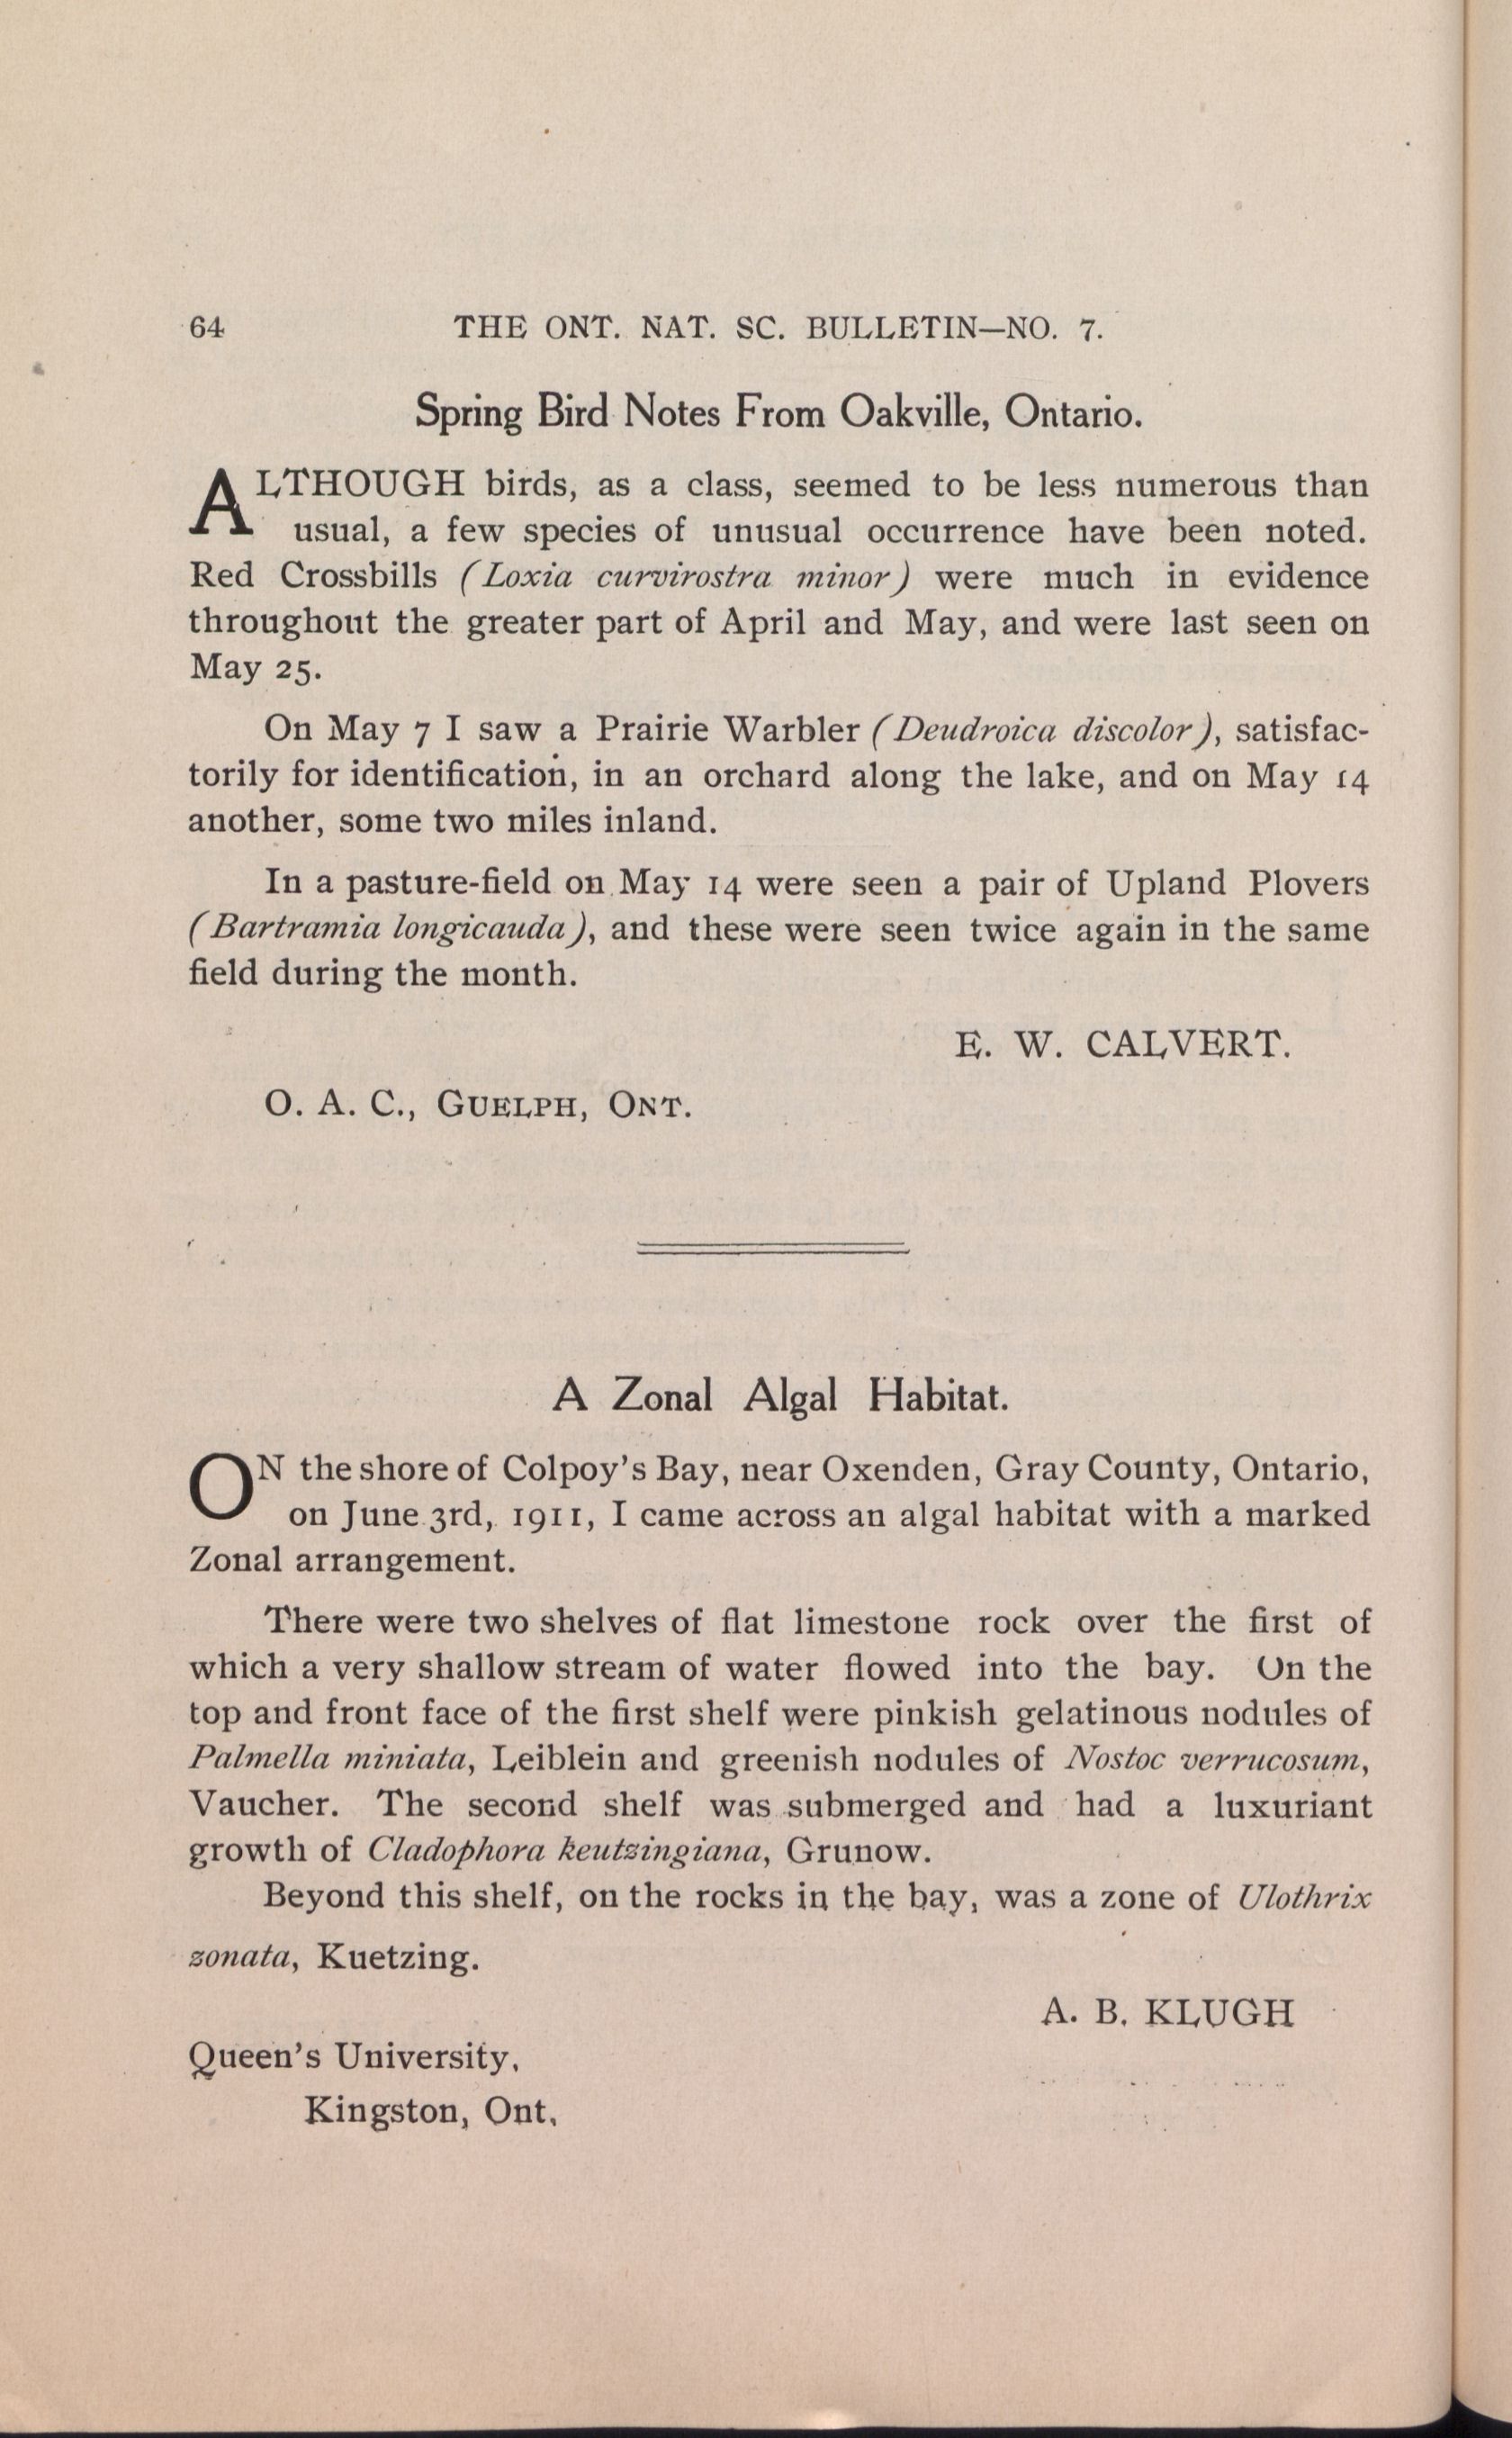 64 THE ONT. NAT. SC. BULLETIN—NO. 7.
Spring Bird Notes From Oakville, Ontario.
ALTHOUGH birds, as a class, seemed to be less numerous than
usual, a few species of unusual occurrence have been noted.
Red Crossbills (Loxia curvirostra minor) were much in evidence
throughout the greater part of April and May, and were last seen on
May 25.
On May 7 I saw a Prairie Warbler (Deudroica discolor), satisfac-
torily for identification, in an orchard along the lake, and on May 14
another, some two miles inland.
In a pasture-field on May 14 were seen a pair of Upland Plovers
(Bartramia longicauda), and these were seen twice again in the same
field during the month.
E. W. CALVERT.
O. A. C., GUELPH, ONT.
A Zonal Algal Habitat.
ON the shore of Colpoy's Bay, near Oxenden, Gray County, Ontario,
on June 3rd, 1911, I came across an algal habitat with a marked
Zonal arrangement.
There were two shelves of flat limestone rock over the first of
which a very shallow stream of water flowed into the bay. On the
top and front face of the first shelf were pinkish gelatinous nodules of
Palmella miniata, Leiblein and greenish nodules of Nostoc verrucosum,
Vaucher. The second shelf was submerged and had a luxuriant
growth of Cladophora keutzingiana, Grunow.
Beyond this shelf, on the rocks in the bay, was a zone of Ulothrix
zonata, Kuetzing.
A. B. KLUGH
Queen's University,
Kingston, Ont.